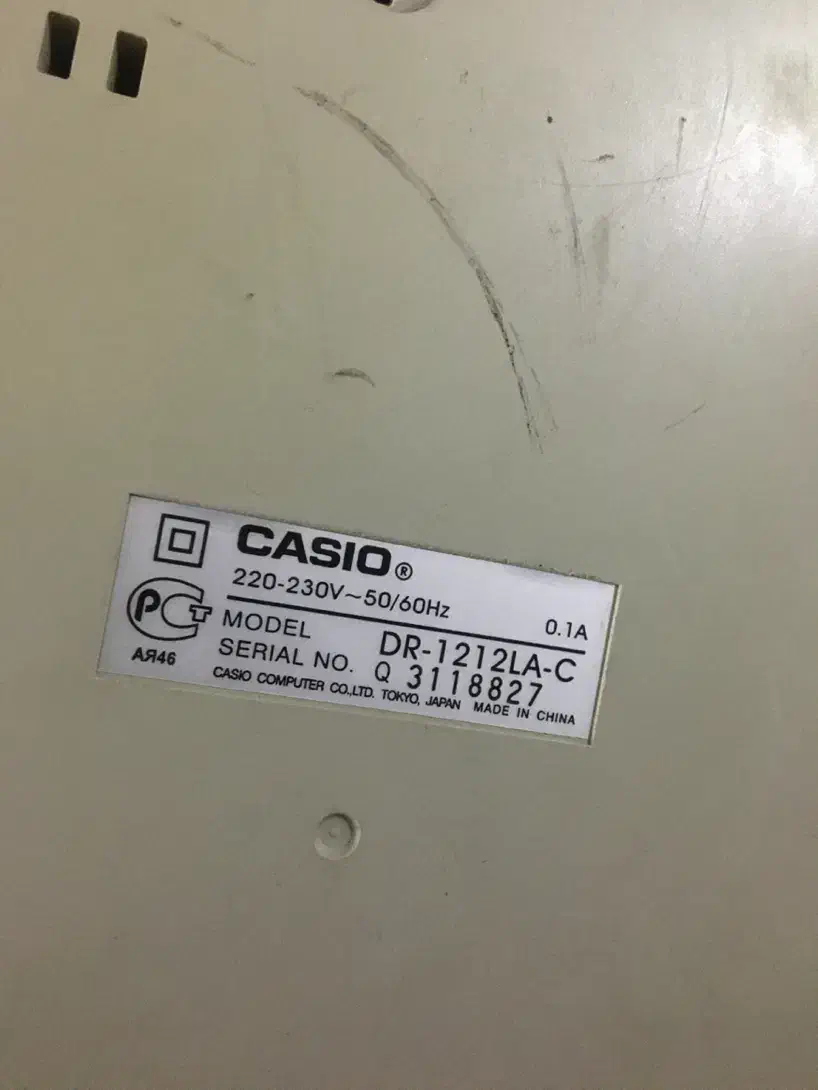 CASIO®
220-230V~50/60Hz 0.1A
РСТ
АЯ46
MODEL DR-1212LA-C
SERIAL NO. Q 3118827
CASIO COMPUTER CO.,LTD. TOKYO, JAPAN MADE IN CHINA